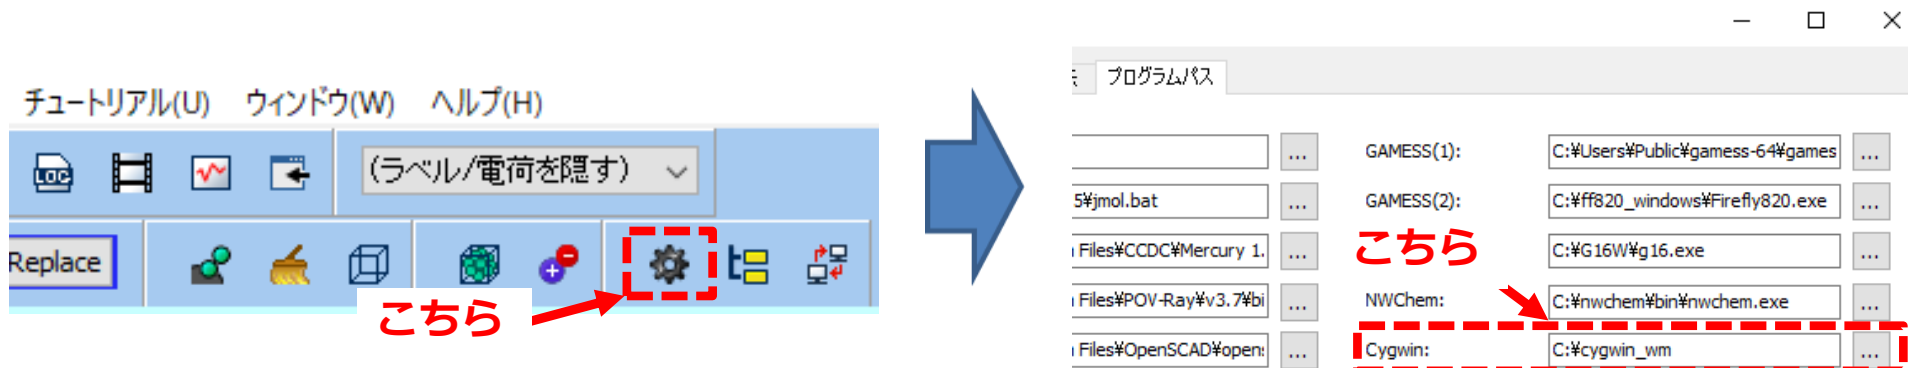 チュートリアル(U) ウィンドウ(W) ヘルプ(H)
LOG
(ラベル/電荷を隠す)
Replace
こちら
プログラムパス
... GAMESS(1): C:¥Users¥Public¥gamess-64¥games ...
5¥jmol.bat ... GAMESS(2): C:¥ff820_windows¥Firefly820.exe ...
Files¥CCDC¥Mercury 1. ... こちら C:¥G16W¥g16.exe ...
Files¥POV-Ray¥v3.7¥bi ... NWChem: C:¥nwchem¥bin¥nwchem.exe ...
Files¥OpenSCAD¥open: ... Cygwin: C:¥cygwin_wm ...